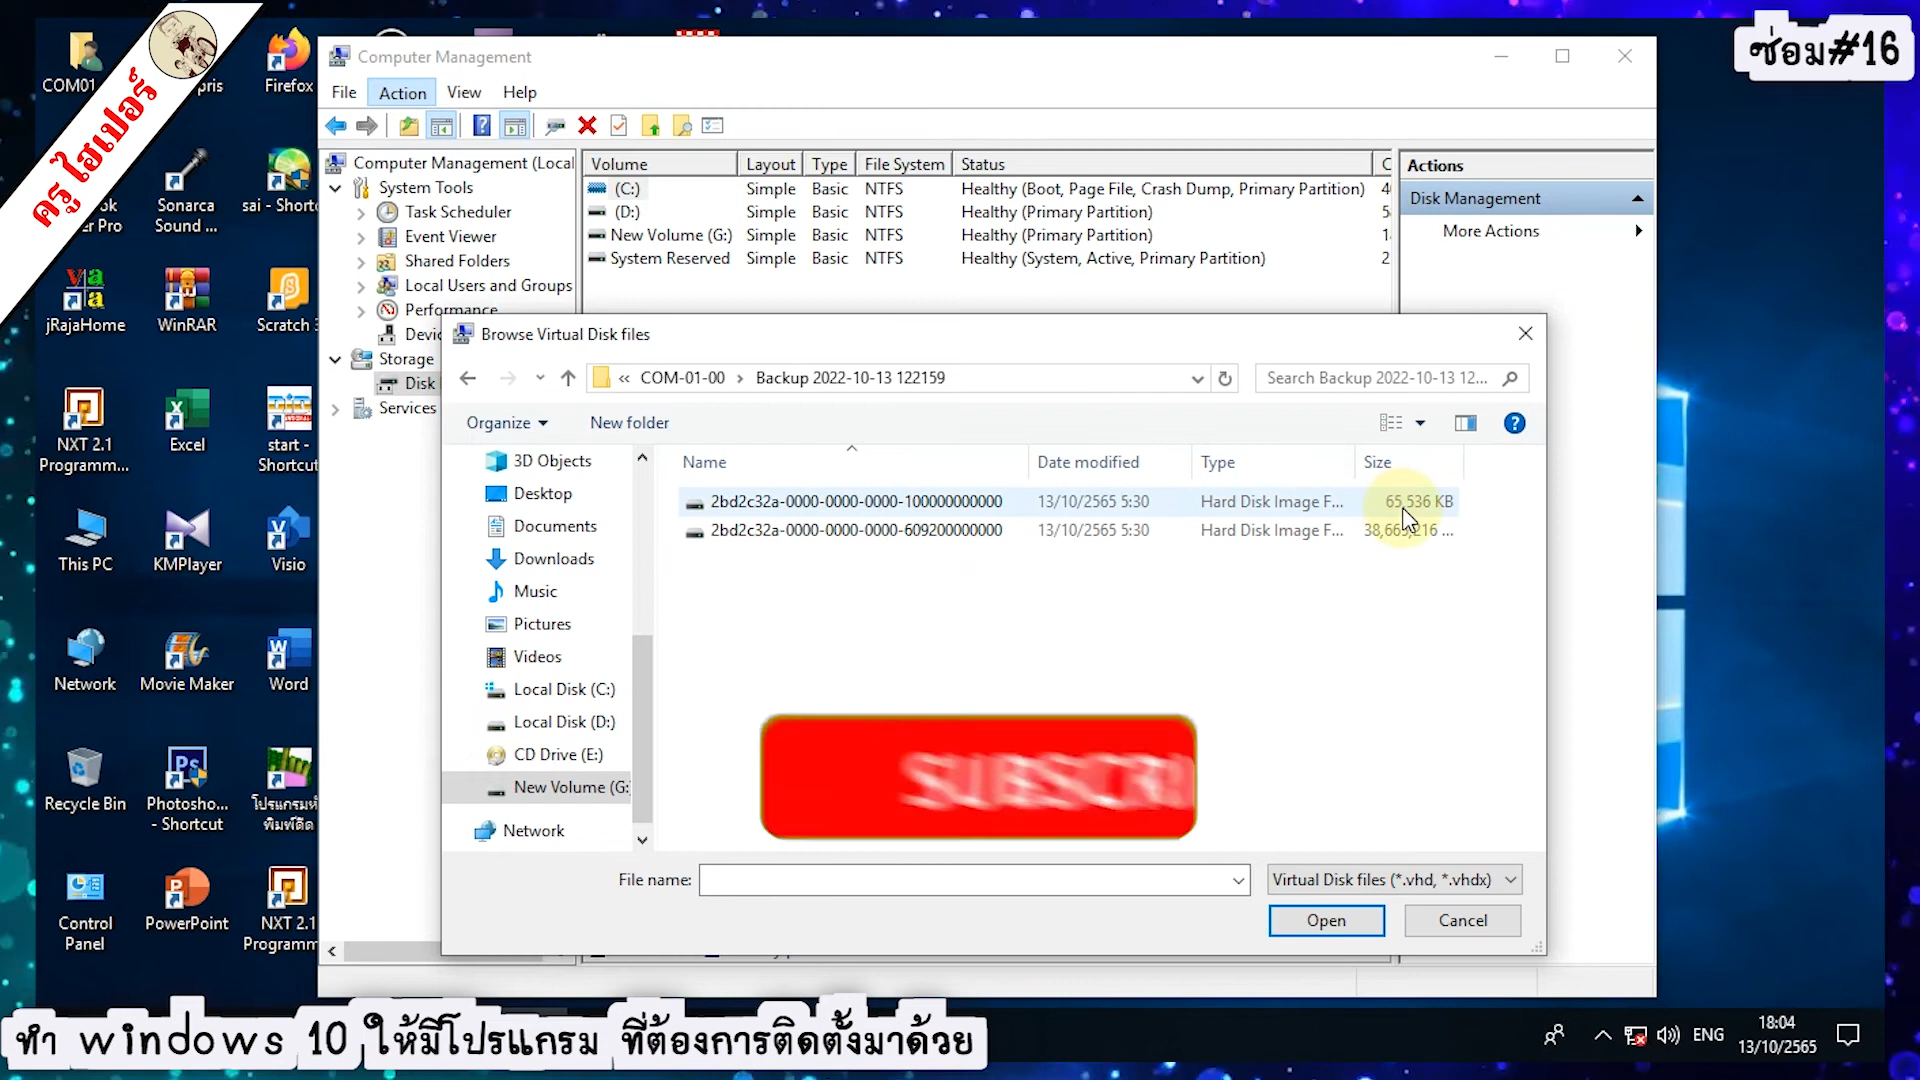 ครูไฮเปอร์
ซ่อม#16
COM01
Firefox
Computer Management
File Action View Help
Computer Management (Local
System Tools
Task Scheduler
Event Viewer
Shared Folders
Local Users and Groups
Performance
Storage
Services
Volume Layout Type File System Status
(C:) Simple Basic NTFS Healthy (Boot, Page File, Crash Dump, Primary Partition)
(D:) Simple Basic NTFS Healthy (Primary Partition)
New Volume (G:) Simple Basic NTFS Healthy (Primary Partition)
System Reserved Simple Basic NTFS Healthy (System, Active, Primary Partition)
Actions
Disk Management
More Actions
Sonarca
Sound ...
sai - Shortc
er Pro
jRajaHome
WinRAR
Scratch 3
NXT 2.1
Programm...
Excel
start -
Shortcut
This PC
KMPlayer
Visio
Network
Movie Maker
Word
Recycle Bin
Photosho...
- Shortcut
Control
Panel
PowerPoint
NXT 2.1
Programm
Browse Virtual Disk files
« COM-01-00 › Backup 2022-10-13 122159
Search Backup 2022-10-13 12...
Organize
New folder
3D Objects
Desktop
Documents
Downloads
Music
Pictures
Videos
Local Disk (C:)
Local Disk (D:)
CD Drive (E:)
New Volume (G:
Network
Name Date modified Type Size
2bd2c32a-0000-0000-0000-100000000000 13/10/2565 5:30 Hard Disk Image F... 65,536 KB
2bd2c32a-0000-0000-0000-609200000000 13/10/2565 5:30 Hard Disk Image F...
SUBSCRI
File name:
Virtual Disk files (*.vhd, *.vhdx)
Open
Cancel
ทำ windows 10 ให้มีโปรแกรม ที่ต้องการติดตั้งมาด้วย
ENG
18:04
13/10/2565